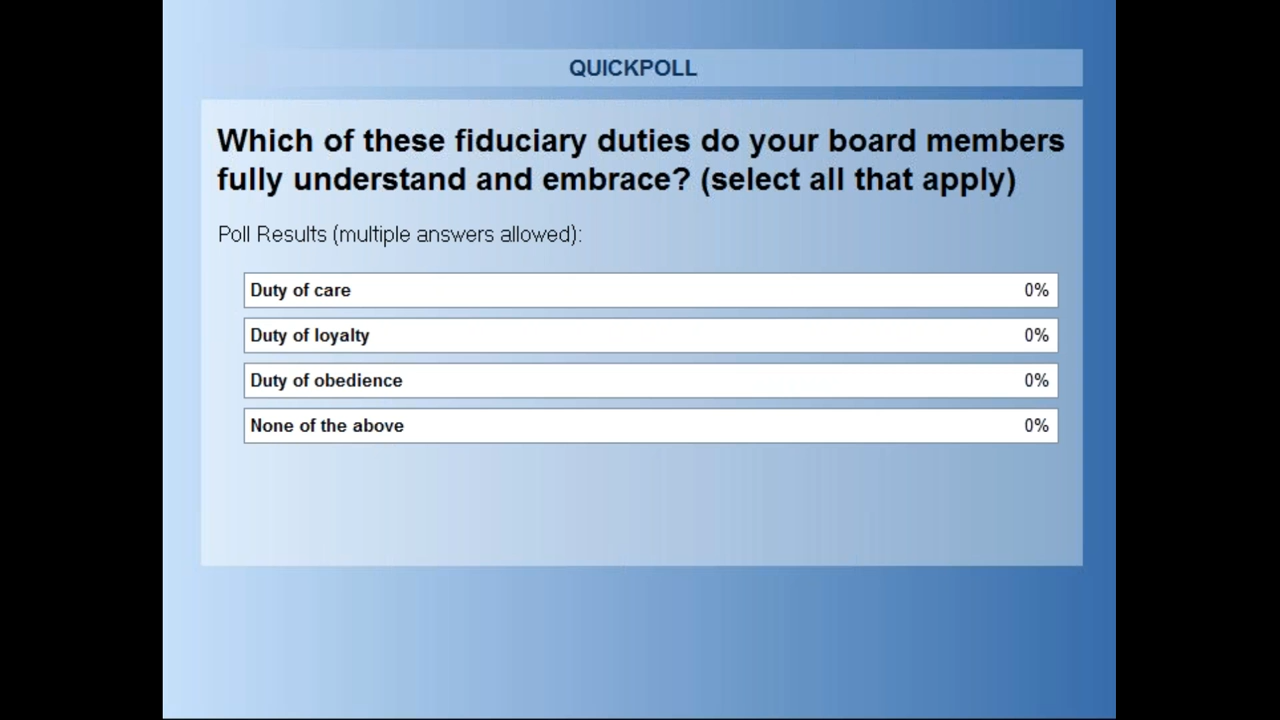 QUICKPOLL
Which of these fiduciary duties do your board members
fully understand and embrace? (select all that apply)
Poll Results (multiple answers allowed):
Duty of care 0%
Duty of loyalty 0%
Duty of obedience 0%
None of the above 0%